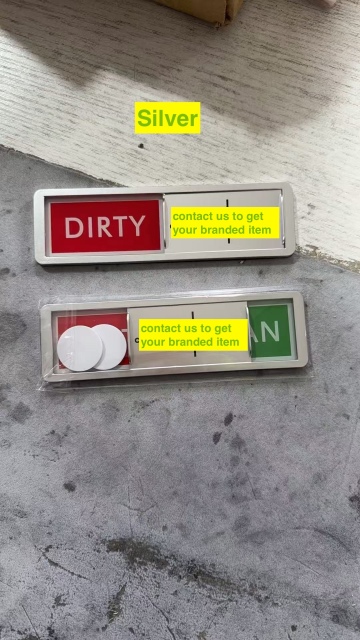 Silver
DIRTY
contact us to get
your branded item
contact us to get
your branded item
AN